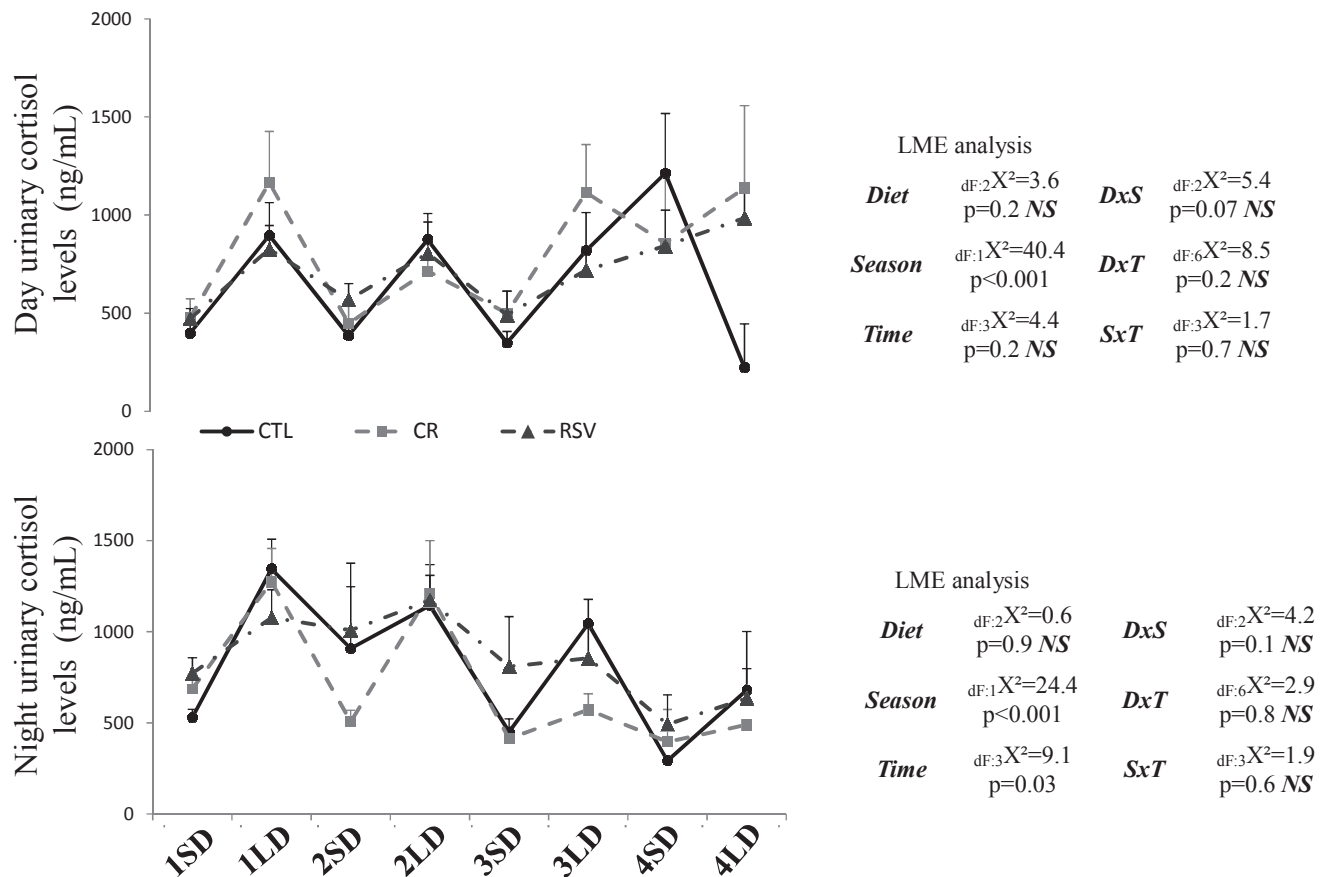 Day urinary cortisol
levels (ng/mL)
2000
1500
1000
500
0
LME analysis
Diet dF:2X²=3.6 p=0.2 NS DxS dF:2X²=5.4 p=0.07 NS
Season dF:1X²=40.4 p<0.001 DxT dF:6X²=8.5 p=0.2 NS
Time dF:3X²=4.4 p=0.2 NS SxT dF:3X²=1.7 p=0.7 NS
CTL CR RSV
Night urinary cortisol
levels (ng/mL)
2000
1500
1000
500
0
1SD 1LD 2SD 2LD 3SD 3LD 4SD 4LD
LME analysis
Diet dF:2X²=0.6 p=0.9 NS DxS dF:2X²=4.2 p=0.1 NS
Season dF:1X²=24.4 p<0.001 DxT dF:6X²=2.9 p=0.8 NS
Time dF:3X²=9.1 p=0.03 SxT dF:3X²=1.9 p=0.6 NS